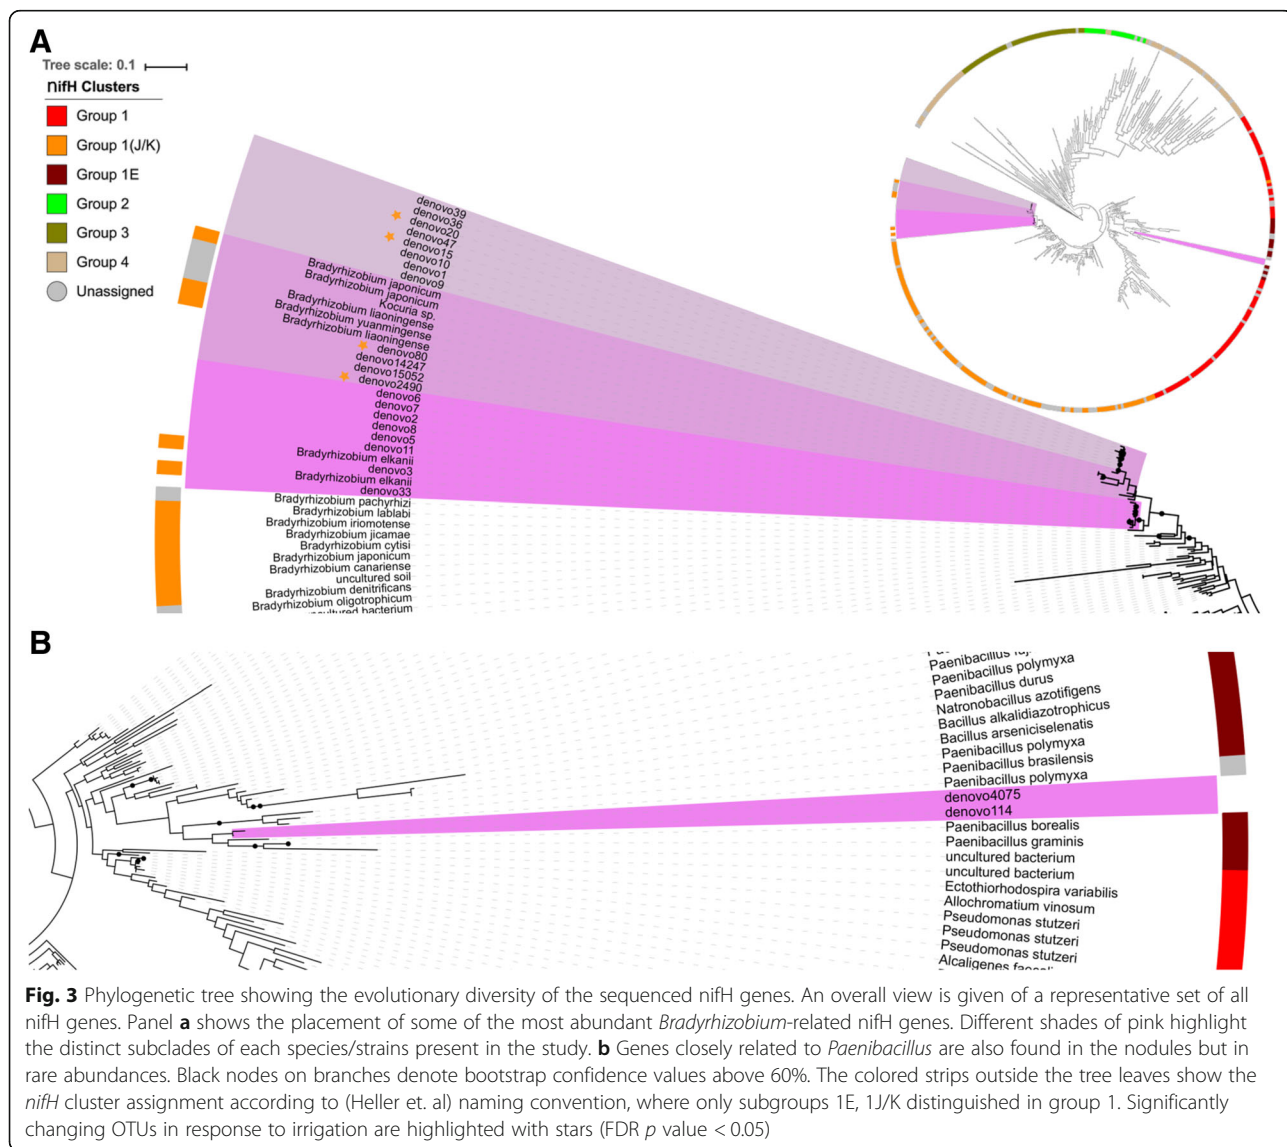 A
Tree scale: 0.1
nifH Clusters
Group 1
Group 1(J/K)
Group 1E
Group 2
Group 3
Group 4
Unassigned
denovo39
denovo36
denovo20
denovo47
denovo15
denovo10
denovo1
denovo9
Bradyrhizobium japonicum
Bradyrhizobium japonicum
Kocuria sp.
Bradyrhizobium liaoningense
Bradyrhizobium yuanmingense
Bradyrhizobium liaoningense
denovo80
denovo14247
denovo15052
denovo2490
denovo6
denovo7
denovo2
denovo8
denovo5
denovo11
Bradyrhizobium elkanii
denovo3
Bradyrhizobium elkanii
denovo33
Bradyrhizobium pachyrhizi
Bradyrhizobium lablabi
Bradyrhizobium iriomotense
Bradyrhizobium jicamae
Bradyrhizobium cytisi
Bradyrhizobium japonicum
Bradyrhizobium canariense
uncultured soil
Bradyrhizobium denitrificans
Bradyrhizobium oligotrophicum
uncultured bacterium
B
Paenibacillus
Paenibacillus polymyxa
Paenibacillus durus
Natronobacillus azotifigens
Bacillus alkalidiazotrophicus
Bacillus arseniciselenatis
Paenibacillus polymyxa
Paenibacillus brasilensis
Paenibacillus polymyxa
denovo4075
denovo114
Paenibacillus borealis
Paenibacillus graminis
uncultured bacterium
uncultured bacterium
Ectothiorhodospira variabilis
Allochromatium vinosum
Pseudomonas stutzeri
Pseudomonas stutzeri
Pseudomonas stutzeri
Alcaligenes
Fig. 3 Phylogenetic tree showing the evolutionary diversity of the sequenced nifH genes. An overall view is given of a representative set of all
nifH genes. Panel a shows the placement of some of the most abundant Bradyrhizobium-related nifH genes. Different shades of pink highlight
the distinct subclades of each species/strains present in the study. b Genes closely related to Paenibacillus are also found in the nodules but in
rare abundances. Black nodes on branches denote bootstrap confidence values above 60%. The colored strips outside the tree leaves show the
nifH cluster assignment according to (Heller et. al) naming convention, where only subgroups 1E, 1J/K distinguished in group 1. Significantly
changing OTUs in response to irrigation are highlighted with stars (FDR p value < 0.05)